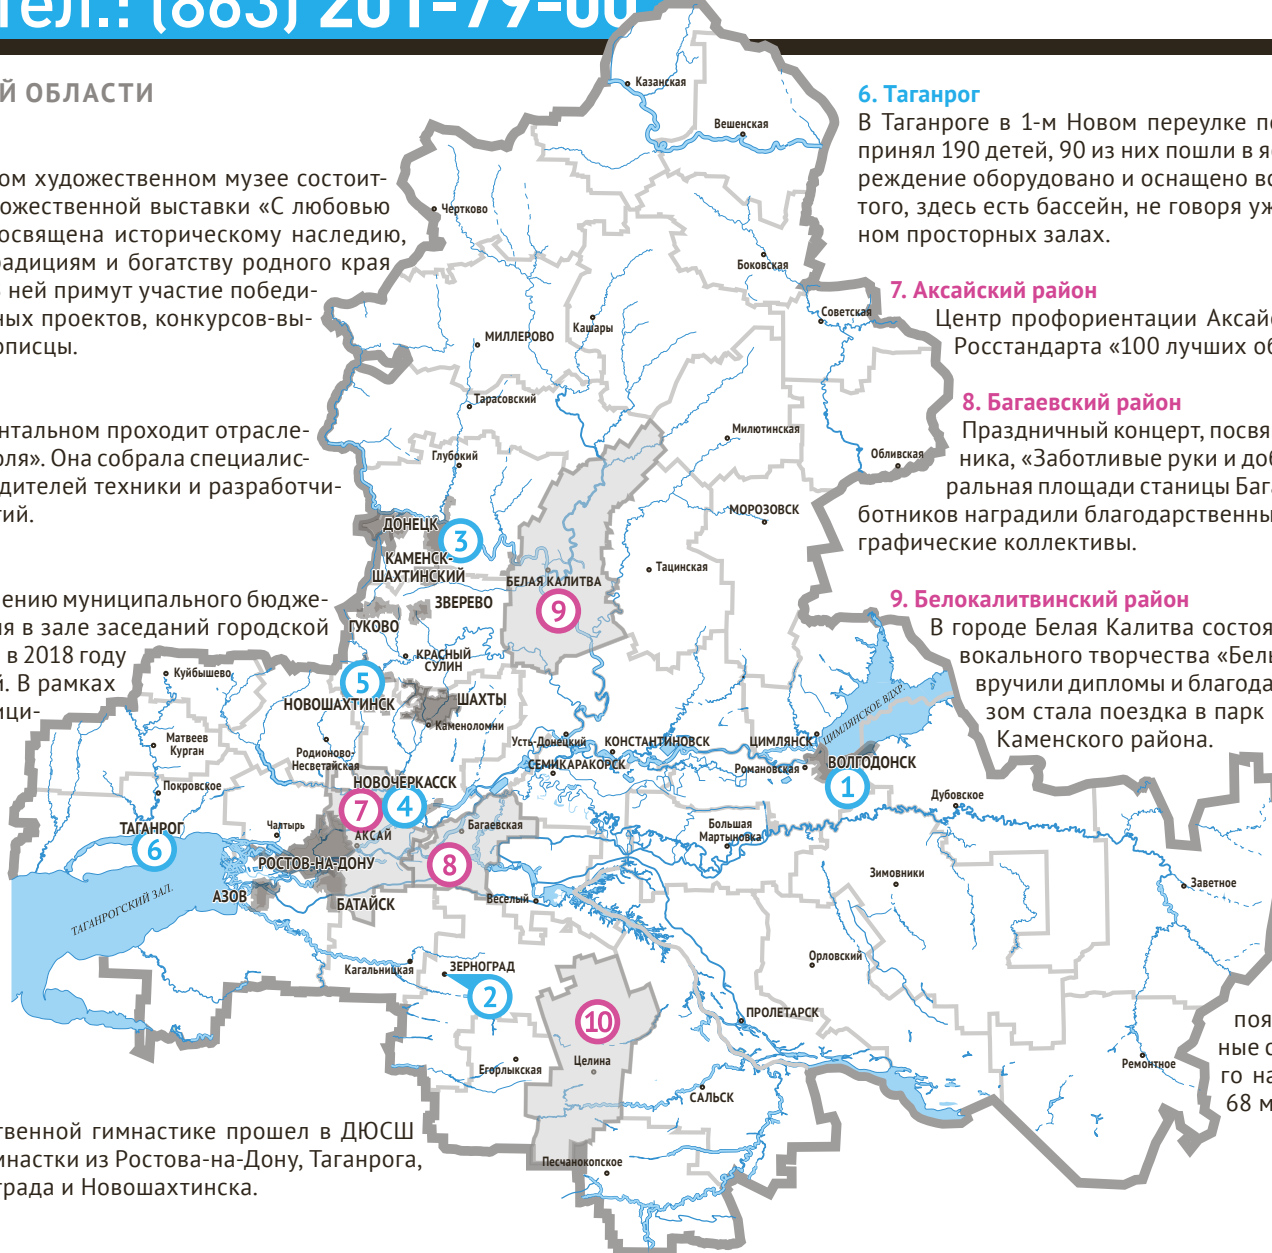 тел.: (863) 201-79-00
Й ОБЛАСТИ
ом художественном музее состоит-
ожественной выставки «С любовью
освящена историческому наследию,
радициям и богатству родного края
ней примут участие победи-
ных проектов, конкурсов-вы-
описцы.
нтальном проходит отрасле-
оля». Она собрала специалис-
дителей техники и разработчи-
гий.
ению муниципального бюдже-
ия в зале заседаний городской
в 2018 году
й. В рамках
ици-
твенной гимнастике прошел в ДЮСШ
мнастки из Ростова-на-Дону, Таганрога,
града и Новошахтинска.
6. Таганрог
В Таганроге в 1-м Новом переулке по
принял 190 детей, 90 из них пошли в яс
реждение оборудовано и оснащено вс
того, здесь есть бассейн, не говоря уж
ном просторных залах.
7. Аксайский район
Центр профориентации Аксайс
Росстандарта «100 лучших об
8. Багаевский район
Праздничный концерт, посвя
ника, «Заботливые руки и доб
ральная площади станицы Бага
ботников наградили благодарственны
графические коллективы.
9. Белокалитвинский район
В городе Белая Калитва состоя
вокального творчества «Бель
вручили дипломы и благода
зом стала поездка в парк
Каменского района.
поя
ные с
го на
68 м
Казанская
Вешенская
Чертково
Боковская
Советская
Кашары
МИЛЛЕРОВО
Тарасовский
Милютинская
Обливская
Глубокий
МОРОЗОВСК
ДОНЕЦК
3
КАМЕНСК-
ШАХТИНСКИЙ
Тацинская
БЕЛАЯ КАЛИТВА
9
ЗВЕРЕВО
ГУКОВО
КРАСНЫЙ
СУЛИН
5
НОВОШАХТИНСК
ШАХТЫ
Каменоломни
Куйбышево
Матвеев
Курган
Родионово-
Несветайская
Усть-Донецкий
КОНСТАНТИНОВСК
ЦИМЛЯНСК
ЦИМЛЯНСКОЕ ВДХР.
СЕМИКАРАКОРСК
Романовская
ВОЛГОДОНСК
1
Покровское
НОВОЧЕРКАССК
7
4
Дубовское
ТАГАНРОГ
6
Чалтырь
АКСАЙ
Багаевская
Большая
Мартыновка
РОСТОВ-НА-ДОНУ
8
Зимовники
Заветное
ТАГАНРОГСКИЙ ЗАЛ.
АЗОВ
БАТАЙСК
Веселый
Кагальницкая
ЗЕРНОГРАД
2
Орловский
10
ПРОЛЕТАРСК
Егорлыкская
Целина
Ремонтное
САЛЬСК
Песчанокопское